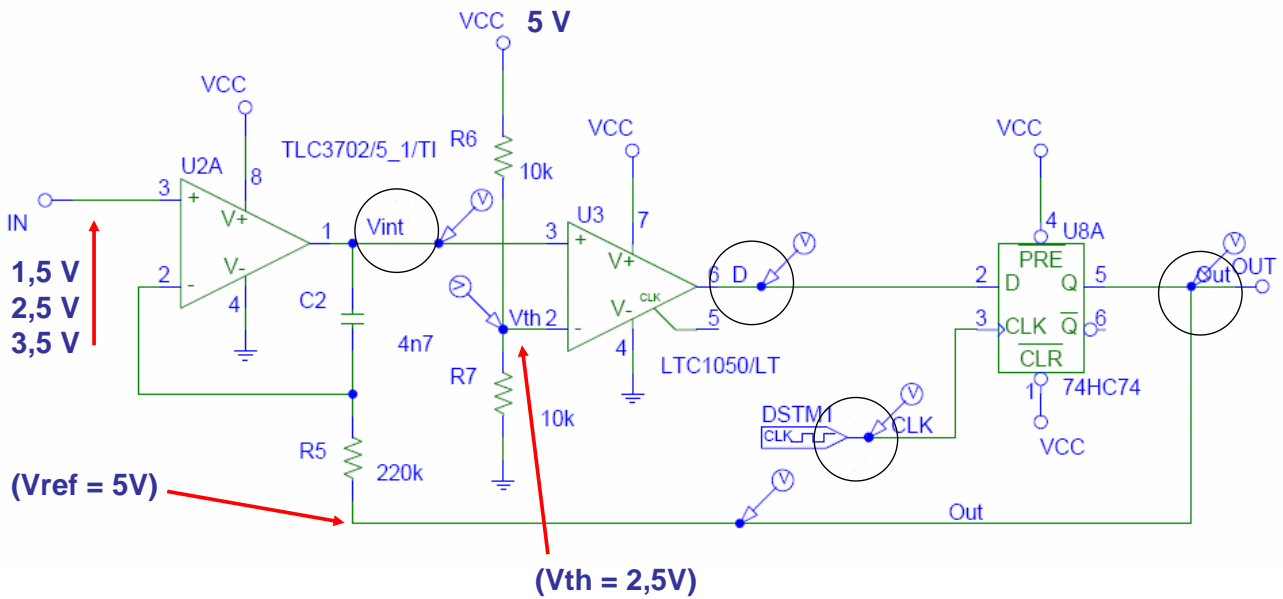 VCC 5 V
VCC
TLC3702/5_1/TI
U2A
8
IN
3
+
V+
1
2
-
V-
4
1,5 V
2,5 V
3,5 V
Vint
V
C2
4n7
R5
220k
R6
10k
V
Vth
R7
10k
VCC
U3
7
3
+
V+
2
-
V-
CLK
6
5
4
LTC1050/LT
D
V
VCC
4
U8A
PRE
2
D
Q
5
3
CLK
Q
6
CLR
1
74HC74
VCC
V
Out
OUT
DSTM1
CLK
V
CLK
(Vref = 5V)
V
Out
(Vth = 2,5V)